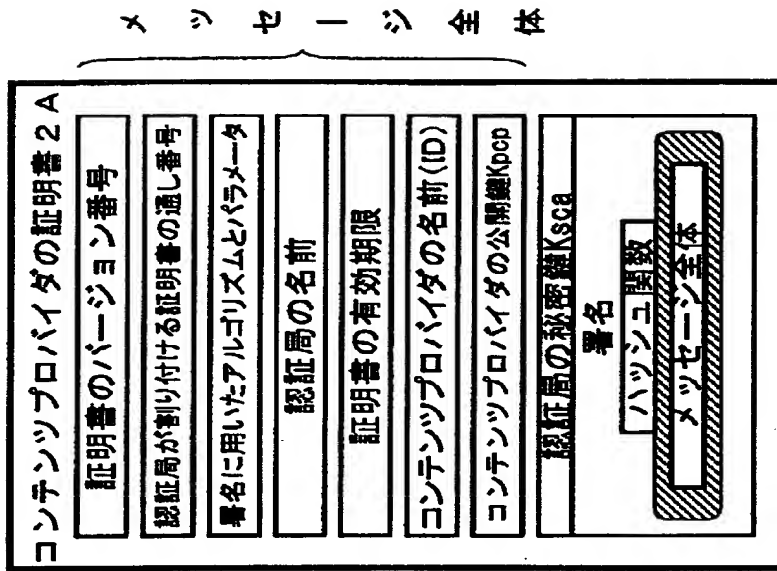 メッセージ全体
コンテンツプロバイダの証明書2A
証明書のバージョン番号
認証局が割り付ける証明書の通し番号
署名に用いたアルゴリズムとパラメータ
認証局の名前
証明書の有効期限
コンテンツプロバイダの名前(ID)
コンテンツプロバイダの公開鍵Kpcp
認証局の秘密鍵Ksca
署名
ハッシュ関数
メッセージ全体